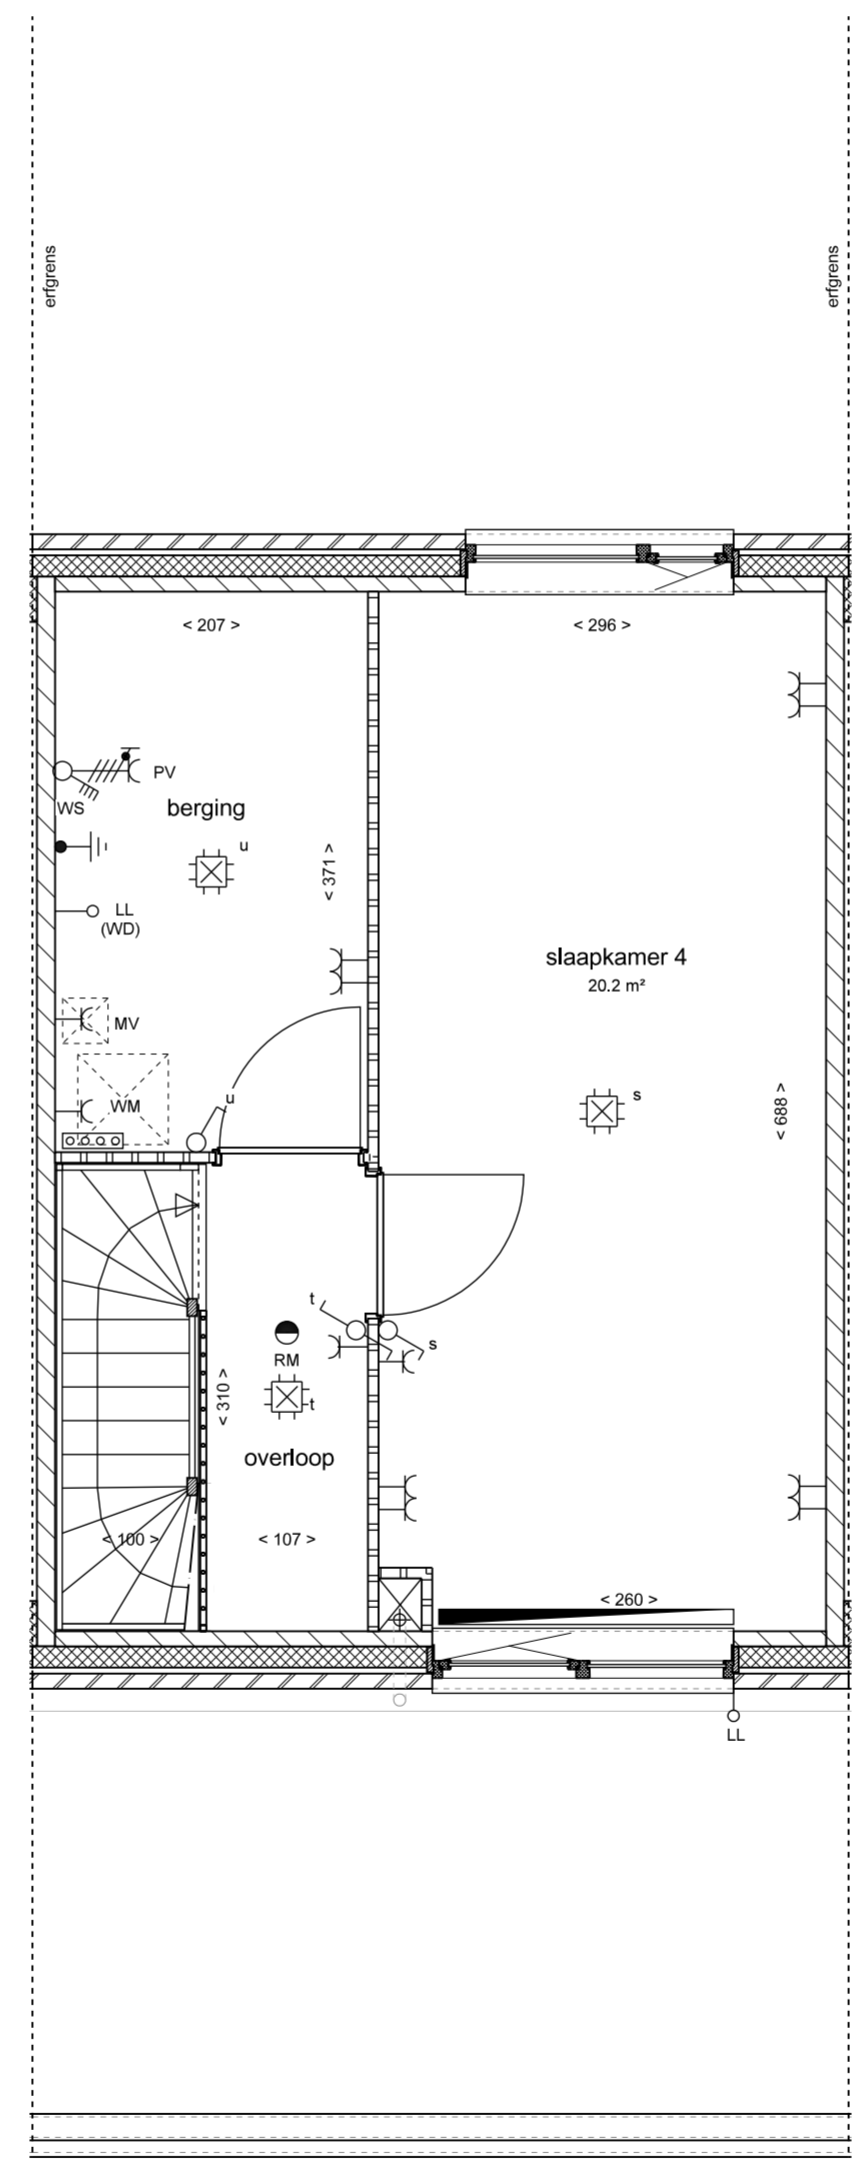 erfgrens
erfgrens
< 207 >
< 296 >
PV
WS
berging
u
< 371 >
LL
(WD)
slaapkamer 4
20.2 m²
MV
WM
u
s
< 688 >
t
RM
s
< 310 >
t
overloop
< 100 >
< 107 >
< 260 >
LL